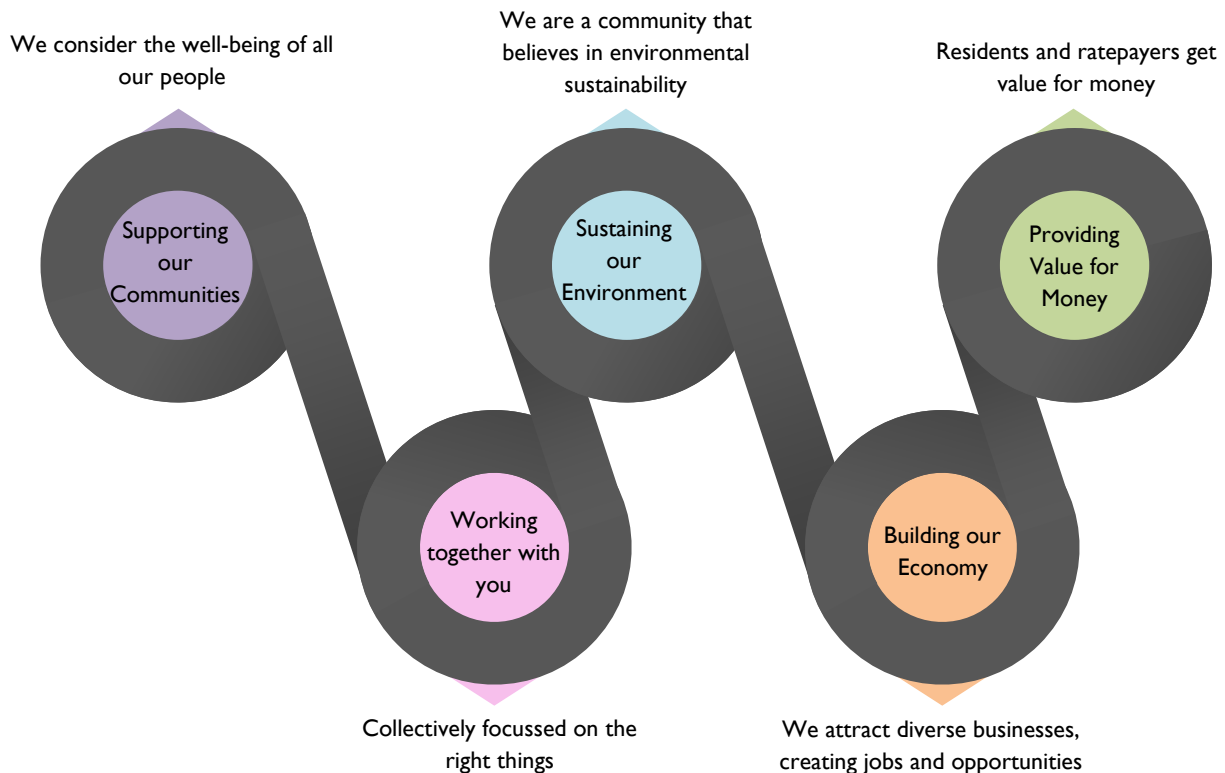 We consider the well-being of all
our people
Supporting
our
Communities
Working
together with
you
Collectively focussed on the
right things
We are a community that
believes in environmental
sustainability
Sustaining
our
Environment
Building our
Economy
We attract diverse businesses,
creating jobs and opportunities
Residents and ratepayers get
value for money
Providing
Value for
Money